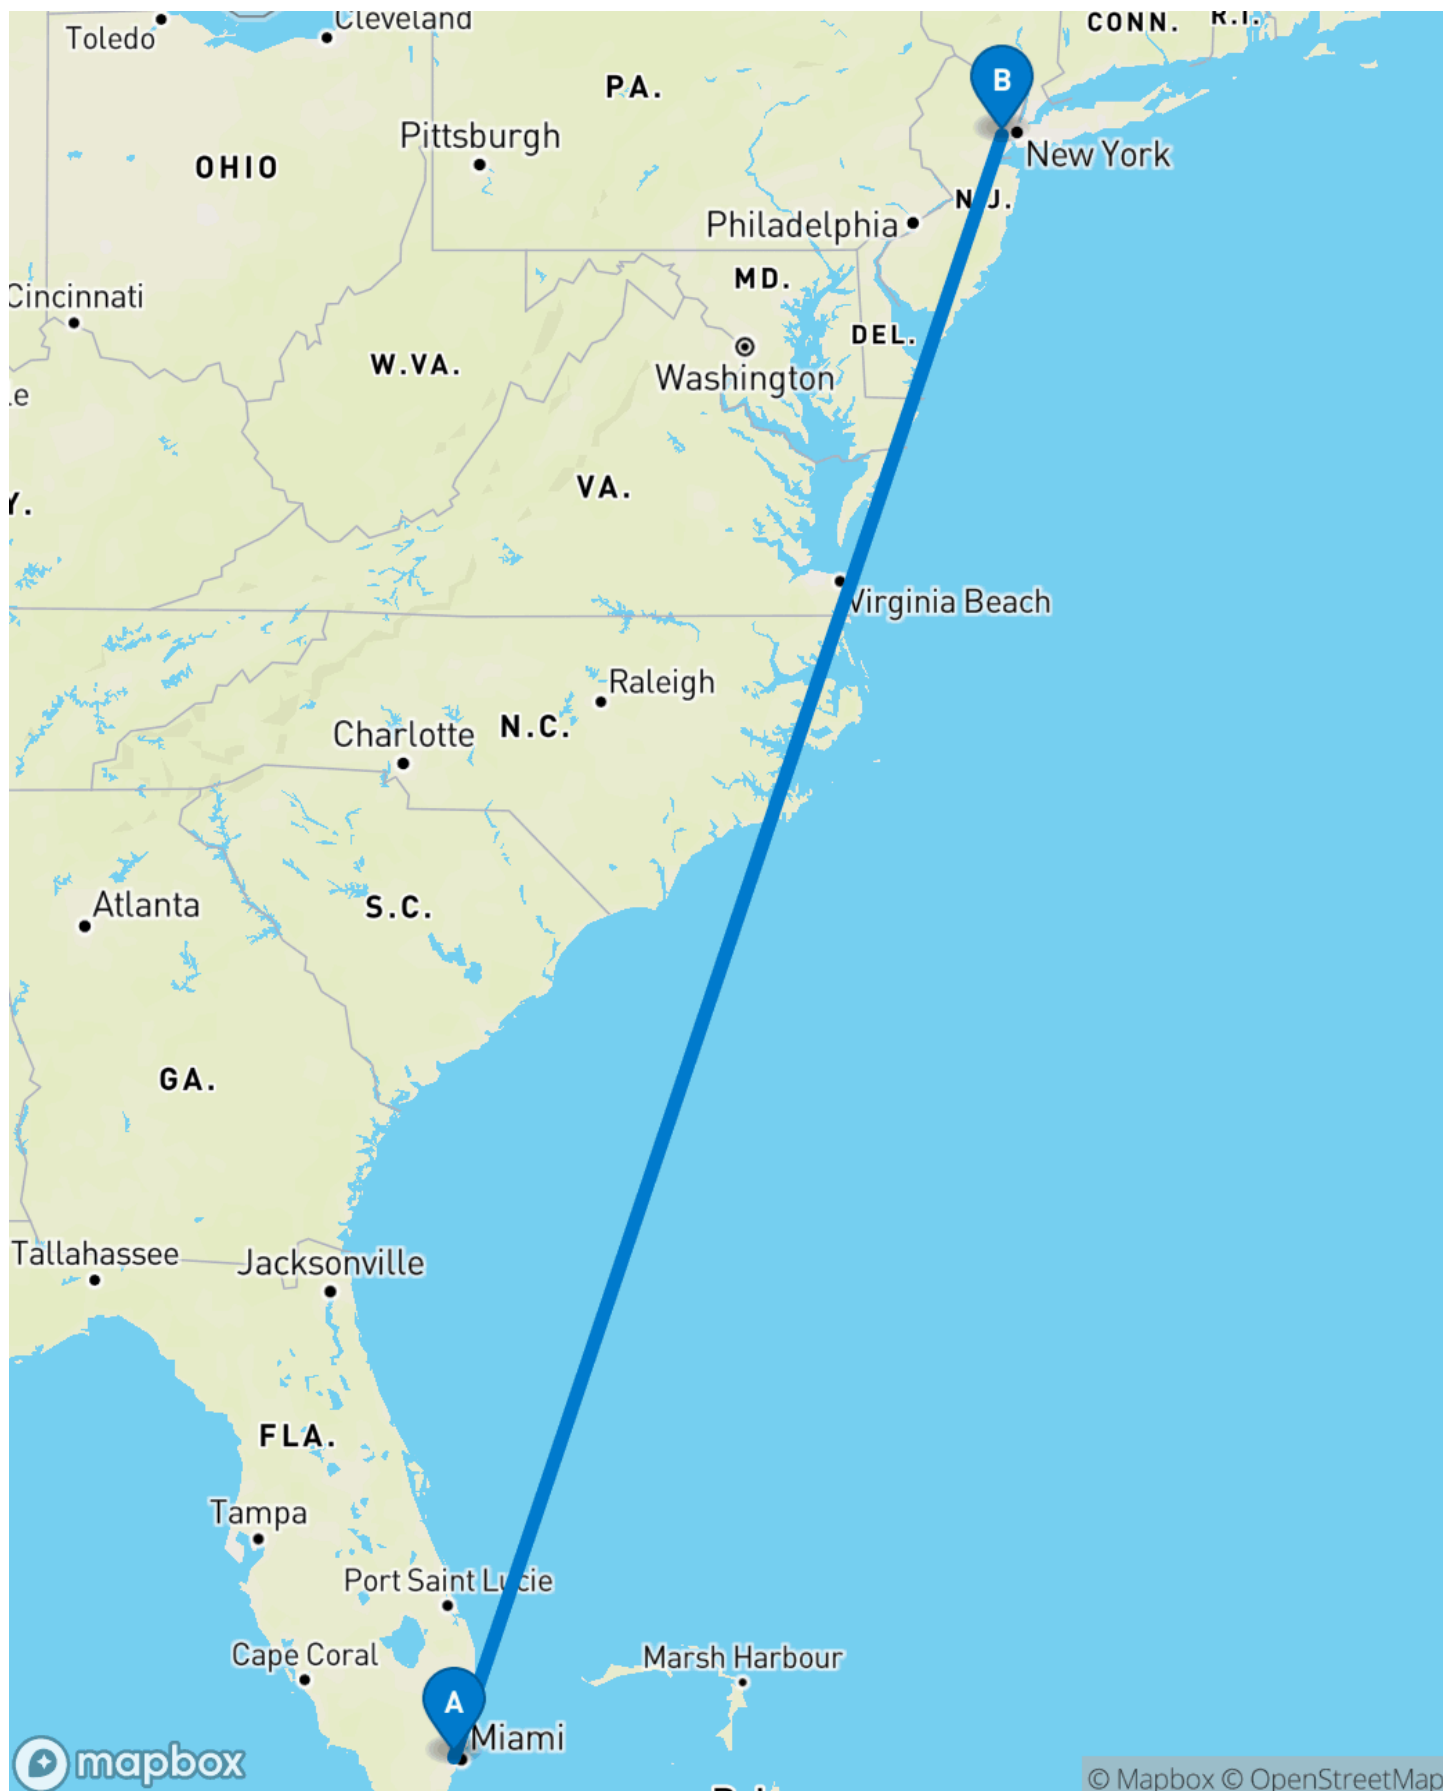 Cleveland
Toledo
CONN.
R.I.
PA.
B
Pittsburgh
New York
OHIO
N.J.
Philadelphia
MD.
Cincinnati
DEL.
W.VA.
Washington
VA.
Virginia Beach
Raleigh
N.C.
Charlotte
Atlanta
S.C.
GA.
Tallahassee
Jacksonville
FLA.
Tampa
Port Saint Lucie
Cape Coral
Marsh Harbour
A
Miami
mapbox
© Mapbox © OpenStreetMap